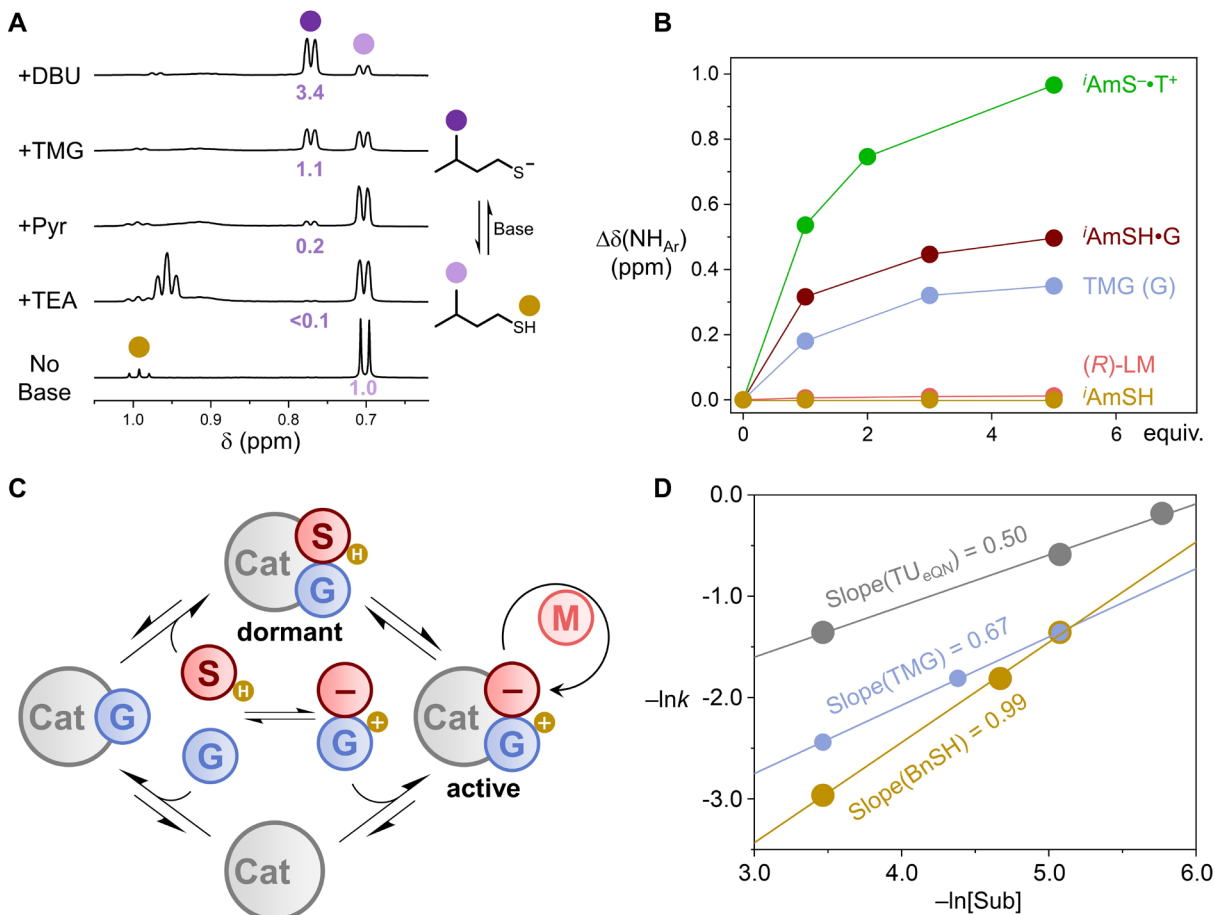 A
+DBU
3.4
+TMG
1.1
+Pyr
0.2
+TEA
<0.1
No
Base
1.0
1.0 0.9 0.8 0.7
δ (ppm)
S⁻
Base
SH
B
1.0
0.8
0.6
0.4
0.2
0.0
Δδ(NH_Ar)
(ppm)
ⁱAmS⁻•T⁺
ⁱAmSH•G
TMG (G)
(R)-LM
ⁱAmSH
0 2 4 6 equiv.
C
Cat S H G
dormant
M
S H
Cat G
G
− G +
Cat − G +
active
Cat
D
0.0
-1.0
-2.0
-3.0
–lnk
Slope(TU_eQN) = 0.50
Slope(TMG) = 0.67
Slope(BnSH) = 0.99
3.0 4.0 5.0 6.0
–ln[Sub]